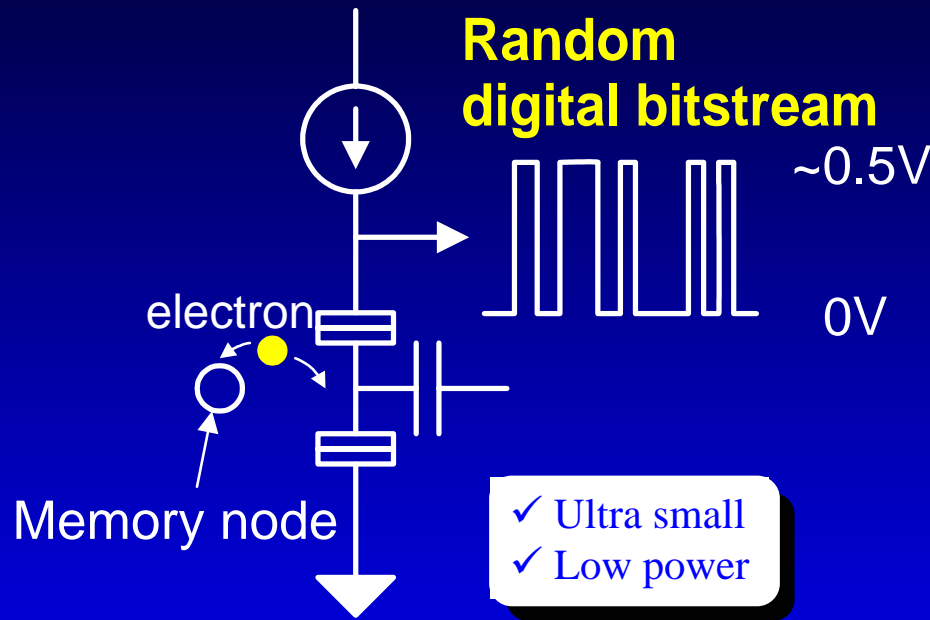 Random
digital bitstream
~0.5V
electron
0V
Memory node
✓ Ultra small
✓ Low power